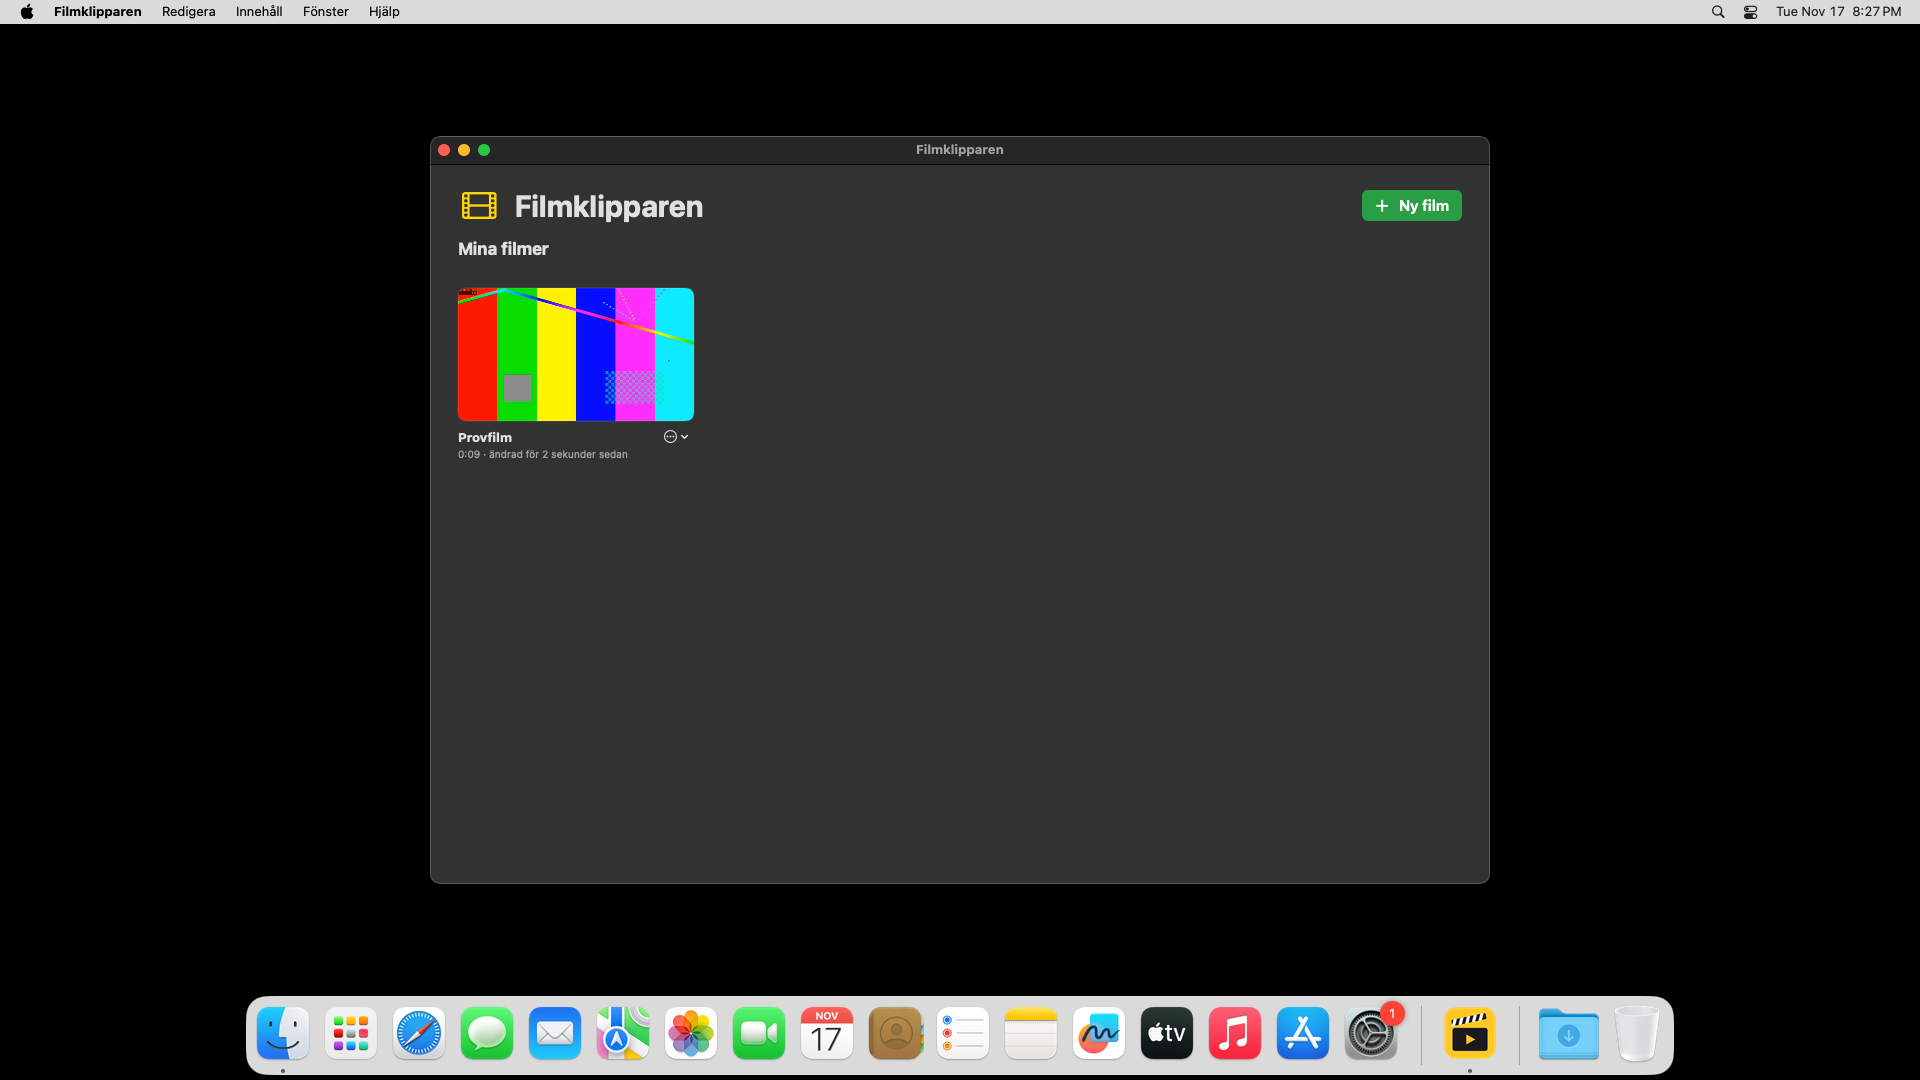 Filmklipparen Redigera Innehåll Fönster Hjälp
Tue Nov 17 8:27 PM
Filmklipparen
Filmklipparen
+ Ny film
Mina filmer
Provfilm
0:09 · ändrad för 2 sekunder sedan
NOV
17
tv
1